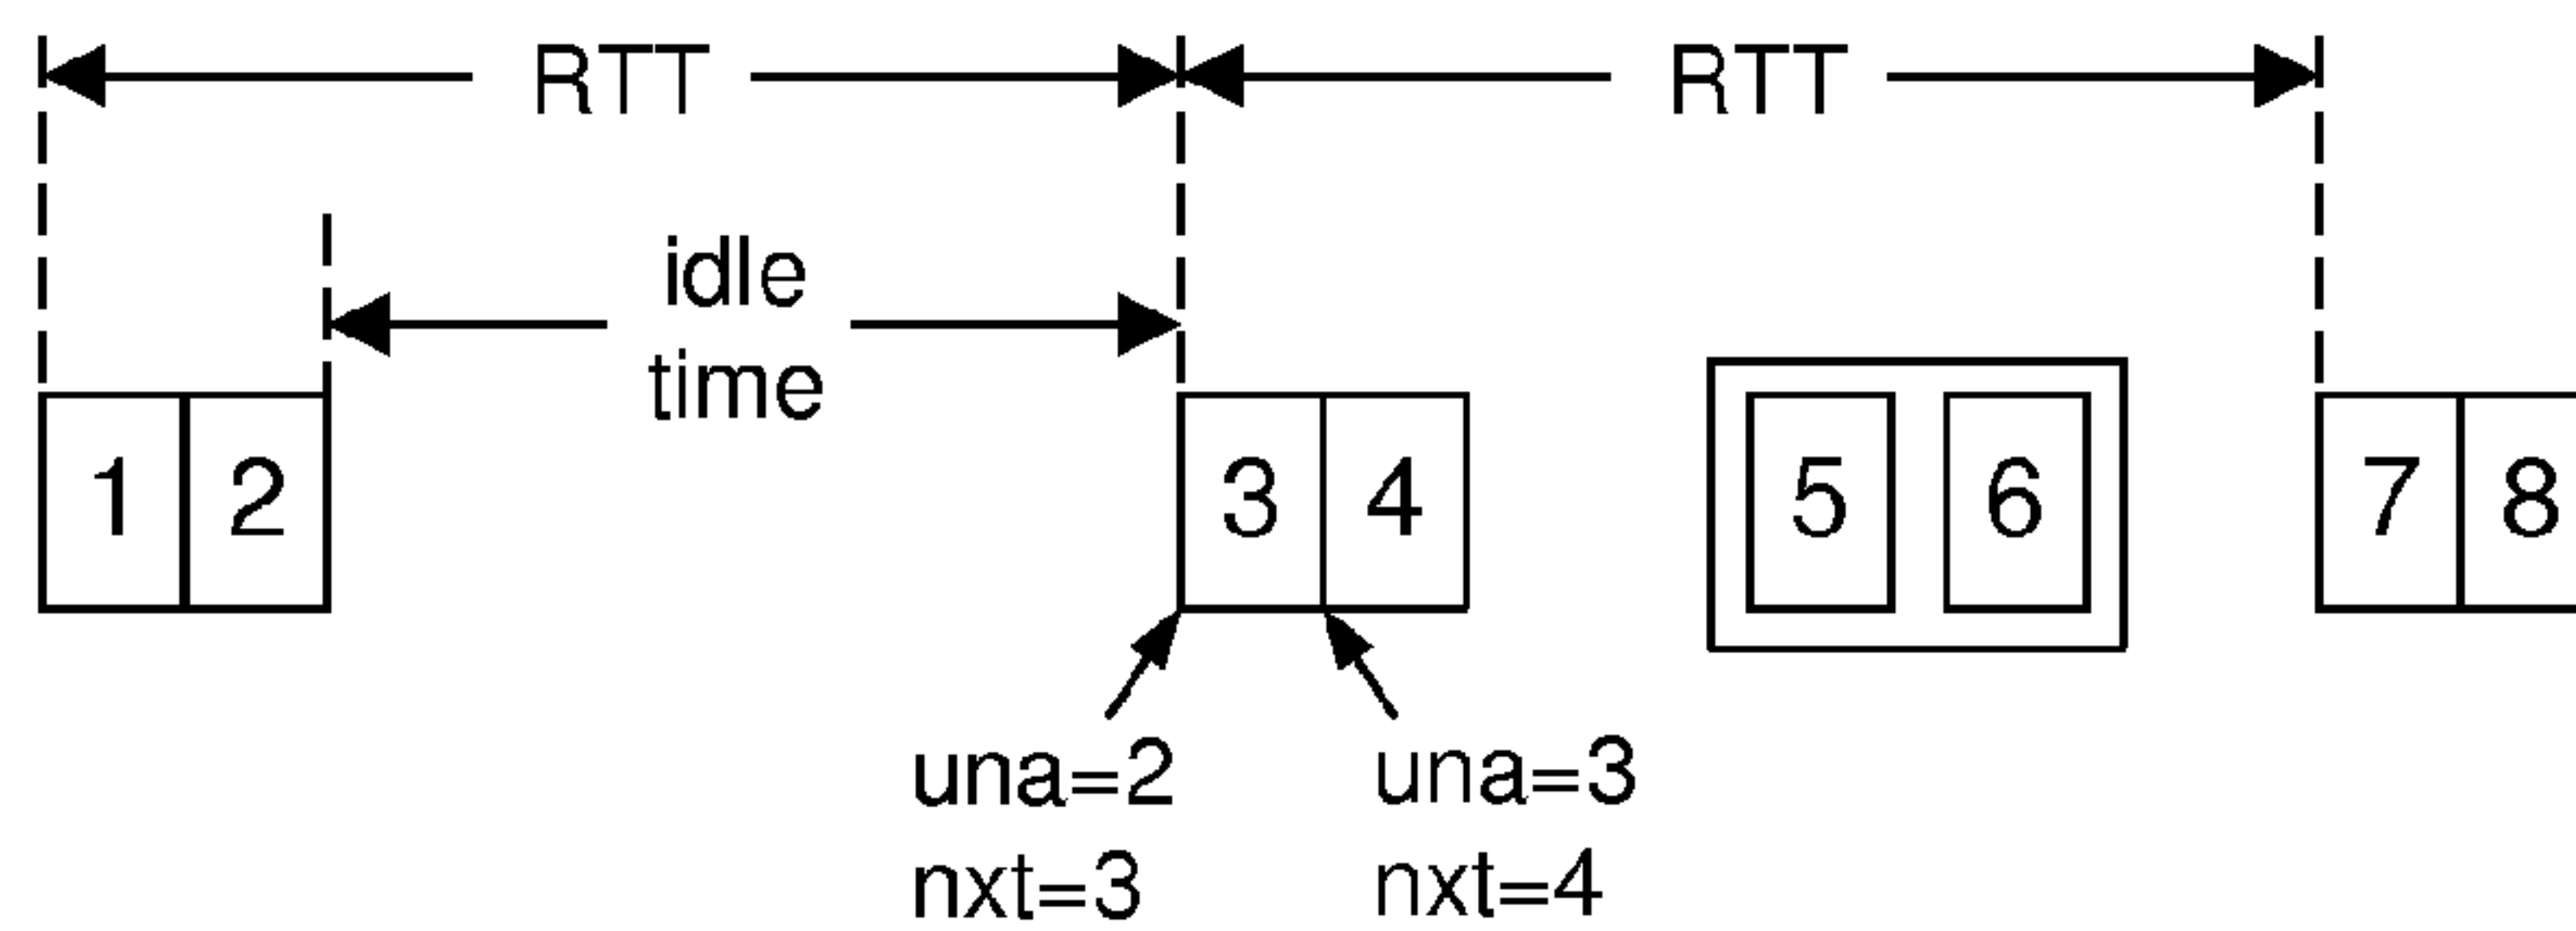 RTT RTT
idle
time
1 2 3 4 5 6 7 8
una=2 una=3
nxt=3 nxt=4